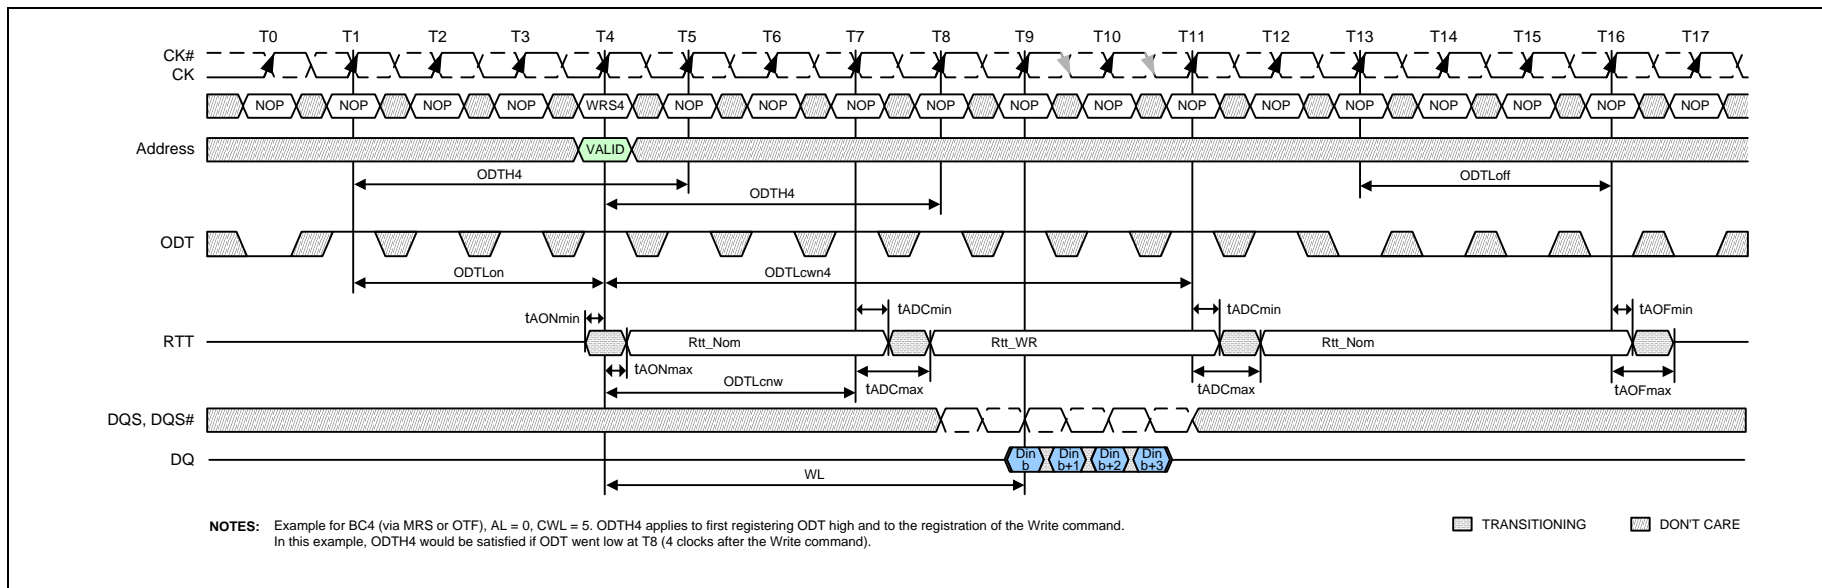 T0 T1 T2 T3 T4 T5 T6 T7 T8 T9 T10 T11 T12 T13 T14 T15 T16 T17
CK#
CK
NOP NOP NOP NOP WRS4 NOP NOP NOP NOP NOP NOP NOP NOP NOP NOP NOP NOP NOP
Address
VALID
ODTH4
ODTLoff
ODTH4
ODT
ODTLon
ODTLcwn4
tAONmin
tADCmin
tADCmin
tAOFmin
RTT
Rtt_Nom
Rtt_WR
Rtt_Nom
tAONmax
ODTLcnw
tADCmax
tADCmax
tAOFmax
DQS, DQS#
DQ
Din b
Din b+1
Din b+2
Din b+3
WL
NOTES: Example for BC4 (via MRS or OTF), AL = 0, CWL = 5. ODTH4 applies to first registering ODT high and to the registration of the Write command.
In this example, ODTH4 would be satisfied if ODT went low at T8 (4 clocks after the Write command).
TRANSITIONING
DON'T CARE